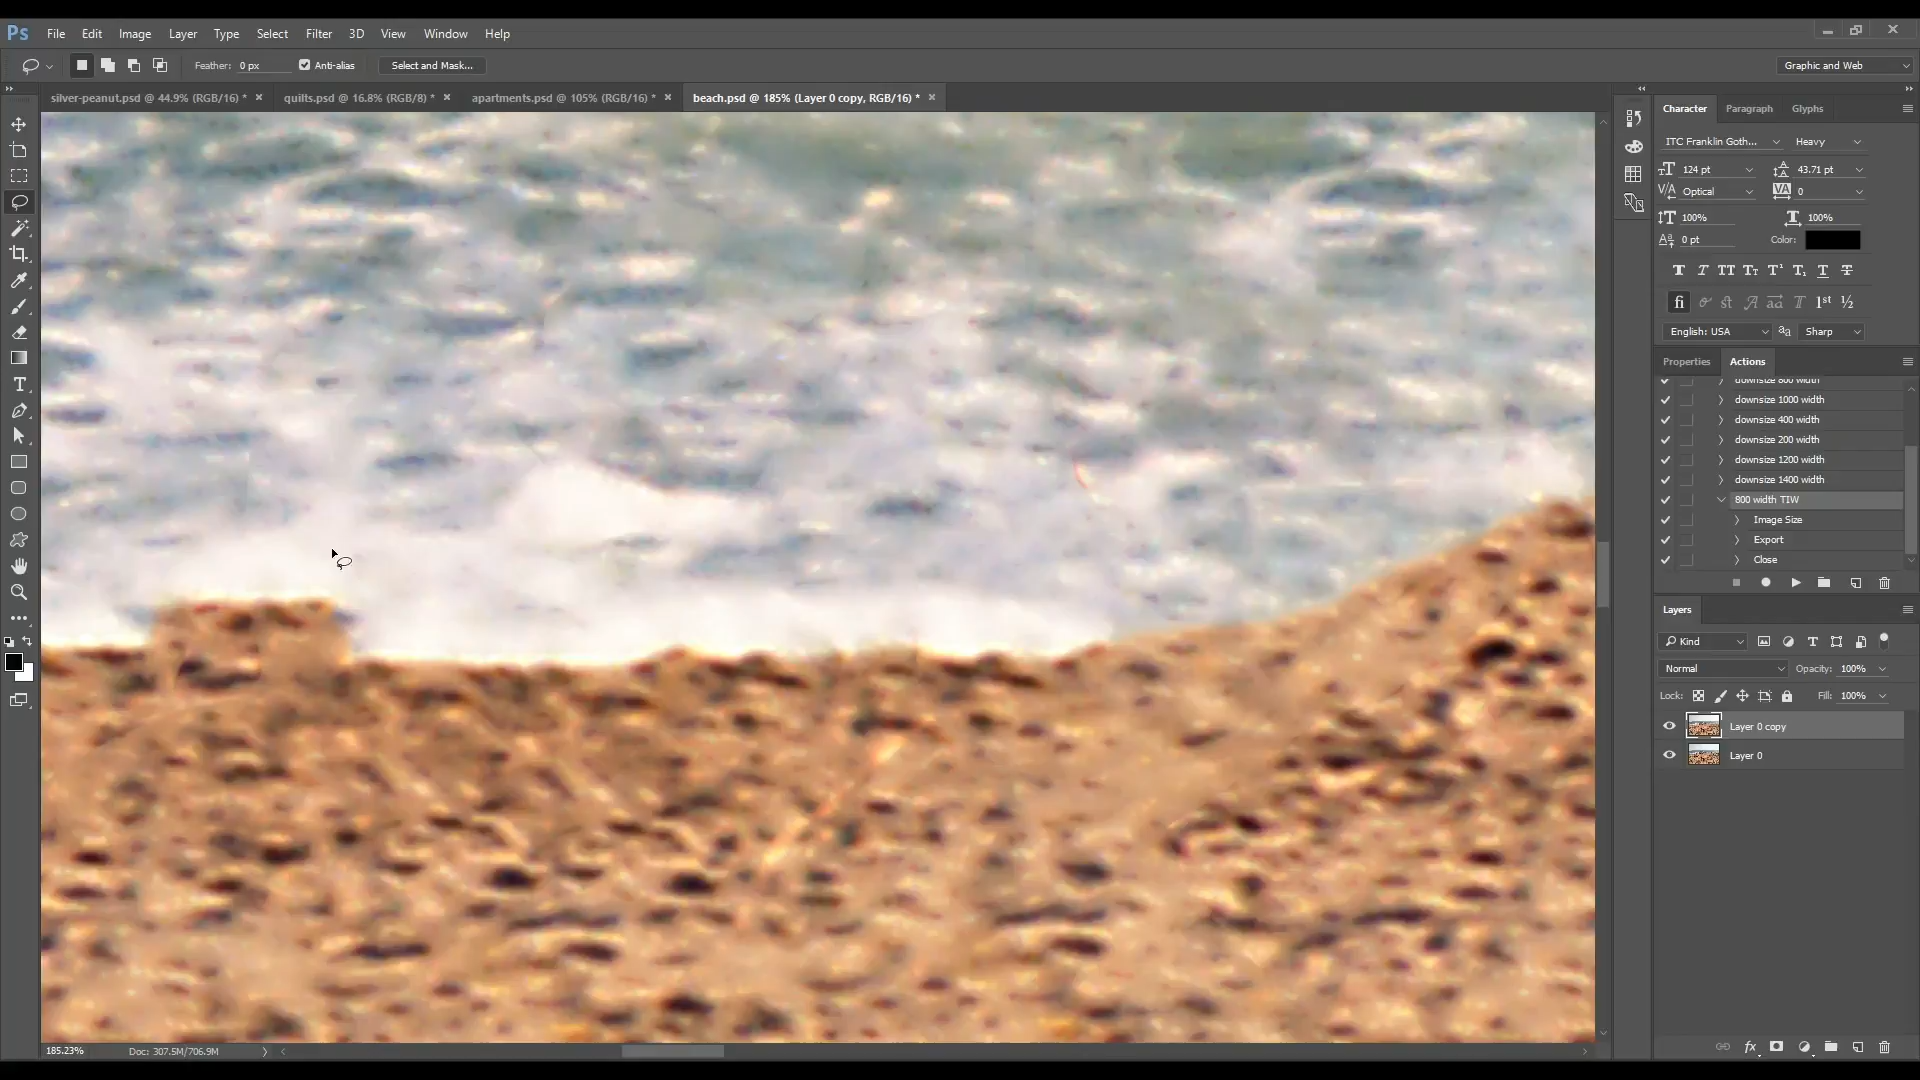 Ps File Edit Image Layer Type Select Filter 3D View Window Help
Feather: 0 px Anti-alias Select and Mask... Graphic and Web
silver-peanut.psd @ 44.9% (RGB/16) * quilts.psd @ 16.8% (RGB/8) * apartments.psd @ 105% (RGB/16) * beach.psd @ 185% (Layer 0 copy, RGB/16) *
Character Paragraph Glyphs
ITC Franklin Goth... Heavy
124 pt 43.71 pt
Optical 0
100% 100%
0 pt Color:
English: USA Sharp
Properties Actions
downsize 800 width
downsize 1000 width
downsize 400 width
downsize 200 width
downsize 1200 width
downsize 1400 width
800 width TIW
Image Size
Export
Close
Layers
Kind
Normal Opacity: 100%
Lock: Fill: 100%
Layer 0 copy
Layer 0
185.23% Doc: 307.5M/706.9M